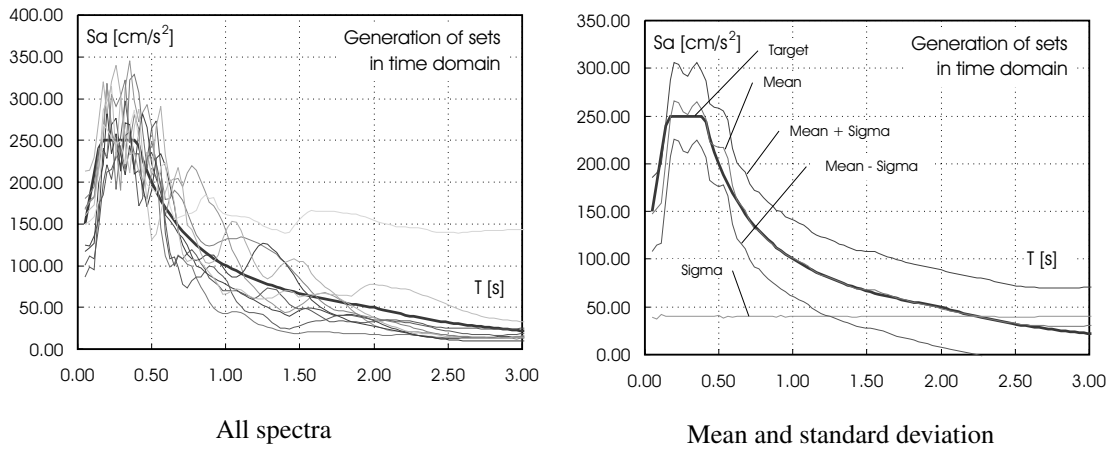 400.00
350.00
300.00
250.00
200.00
150.00
100.00
50.00
0.00
Sa [cm/s²]
Generation of sets
in time domain
T [s]
0.00 0.50 1.00 1.50 2.00 2.50 3.00
All spectra
350.00
300.00
250.00
200.00
150.00
100.00
50.00
0.00
Sa [cm/s²]
Generation of sets
in time domain
Target
Mean
Mean + Sigma
Mean - Sigma
Sigma
T [s]
0.00 0.50 1.00 1.50 2.00 2.50 3.00
Mean and standard deviation